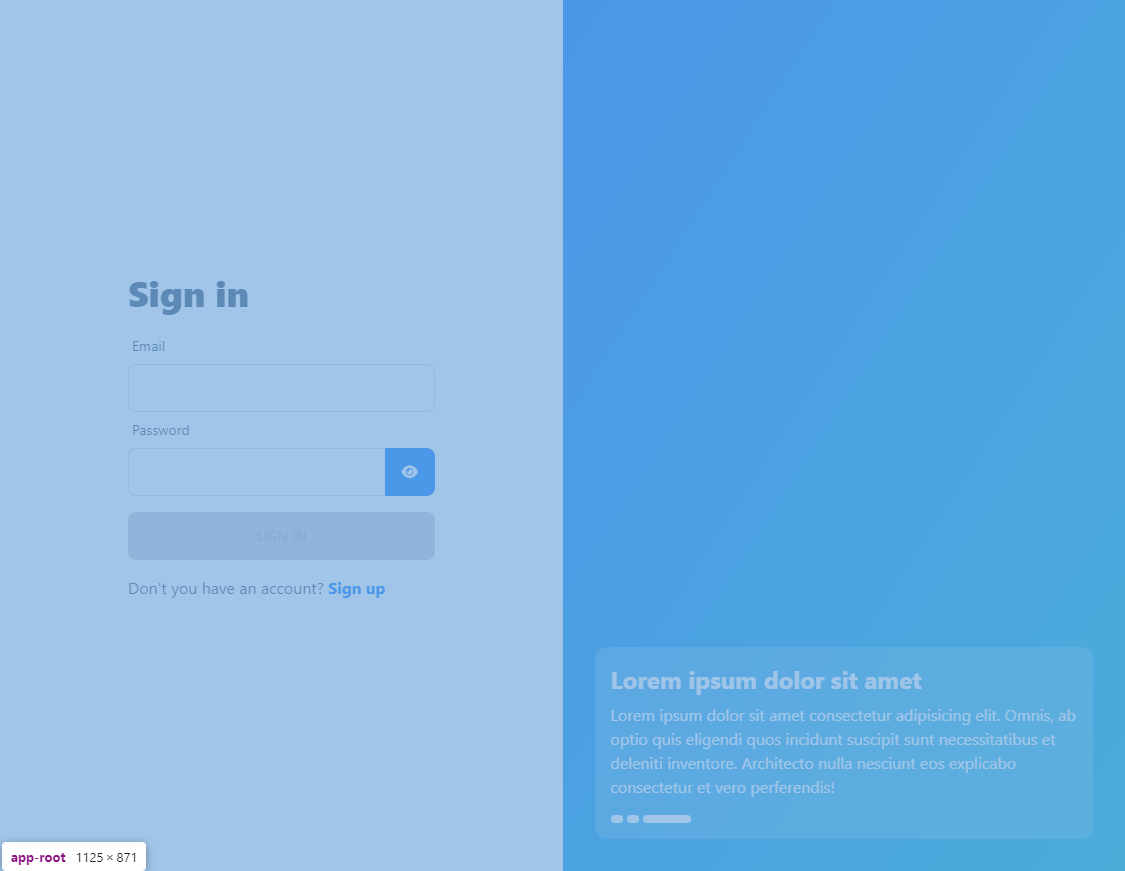 Sign in
Email
Password
SIGN IN
Don't you have an account? Sign up
Lorem ipsum dolor sit amet
Lorem ipsum dolor sit amet consectetur adipisicing elit. Omnis, ab
optio quis eligendi quos incidunt suscipit sunt necessitatibus et
deleniti inventore. Architecto nulla nesciunt eos explicabo
consectetur et vero perferendis!
app-root 1125 × 871